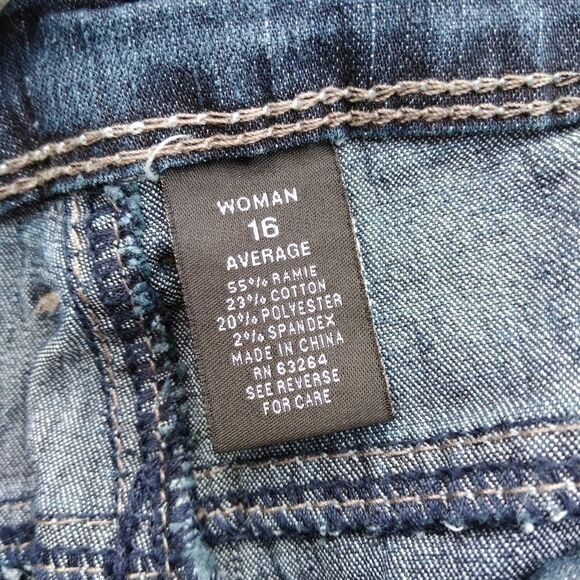 WOMAN
16
AVERAGE
55% RAMIE
23% COTTON
20% POLYESTER
2% SPANDEX
MADE IN CHINA
RN 63264
SEE REVERSE
FOR CARE